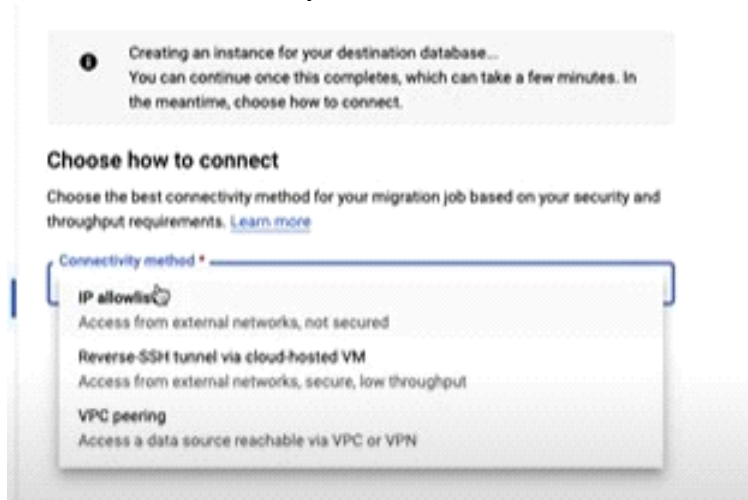 Creating an instance for your destination database...
You can continue once this completes, which can take a few minutes. In
the meantime, choose how to connect.
Choose how to connect
Choose the best connectivity method for your migration job based on your security and
throughput requirements. Learn more
Connectivity method *
IP allowlist
Access from external networks, not secured
Reverse-SSH tunnel via cloud-hosted VM
Access from external networks, secure, low throughput
VPC peering
Access a data source reachable via VPC or VPN